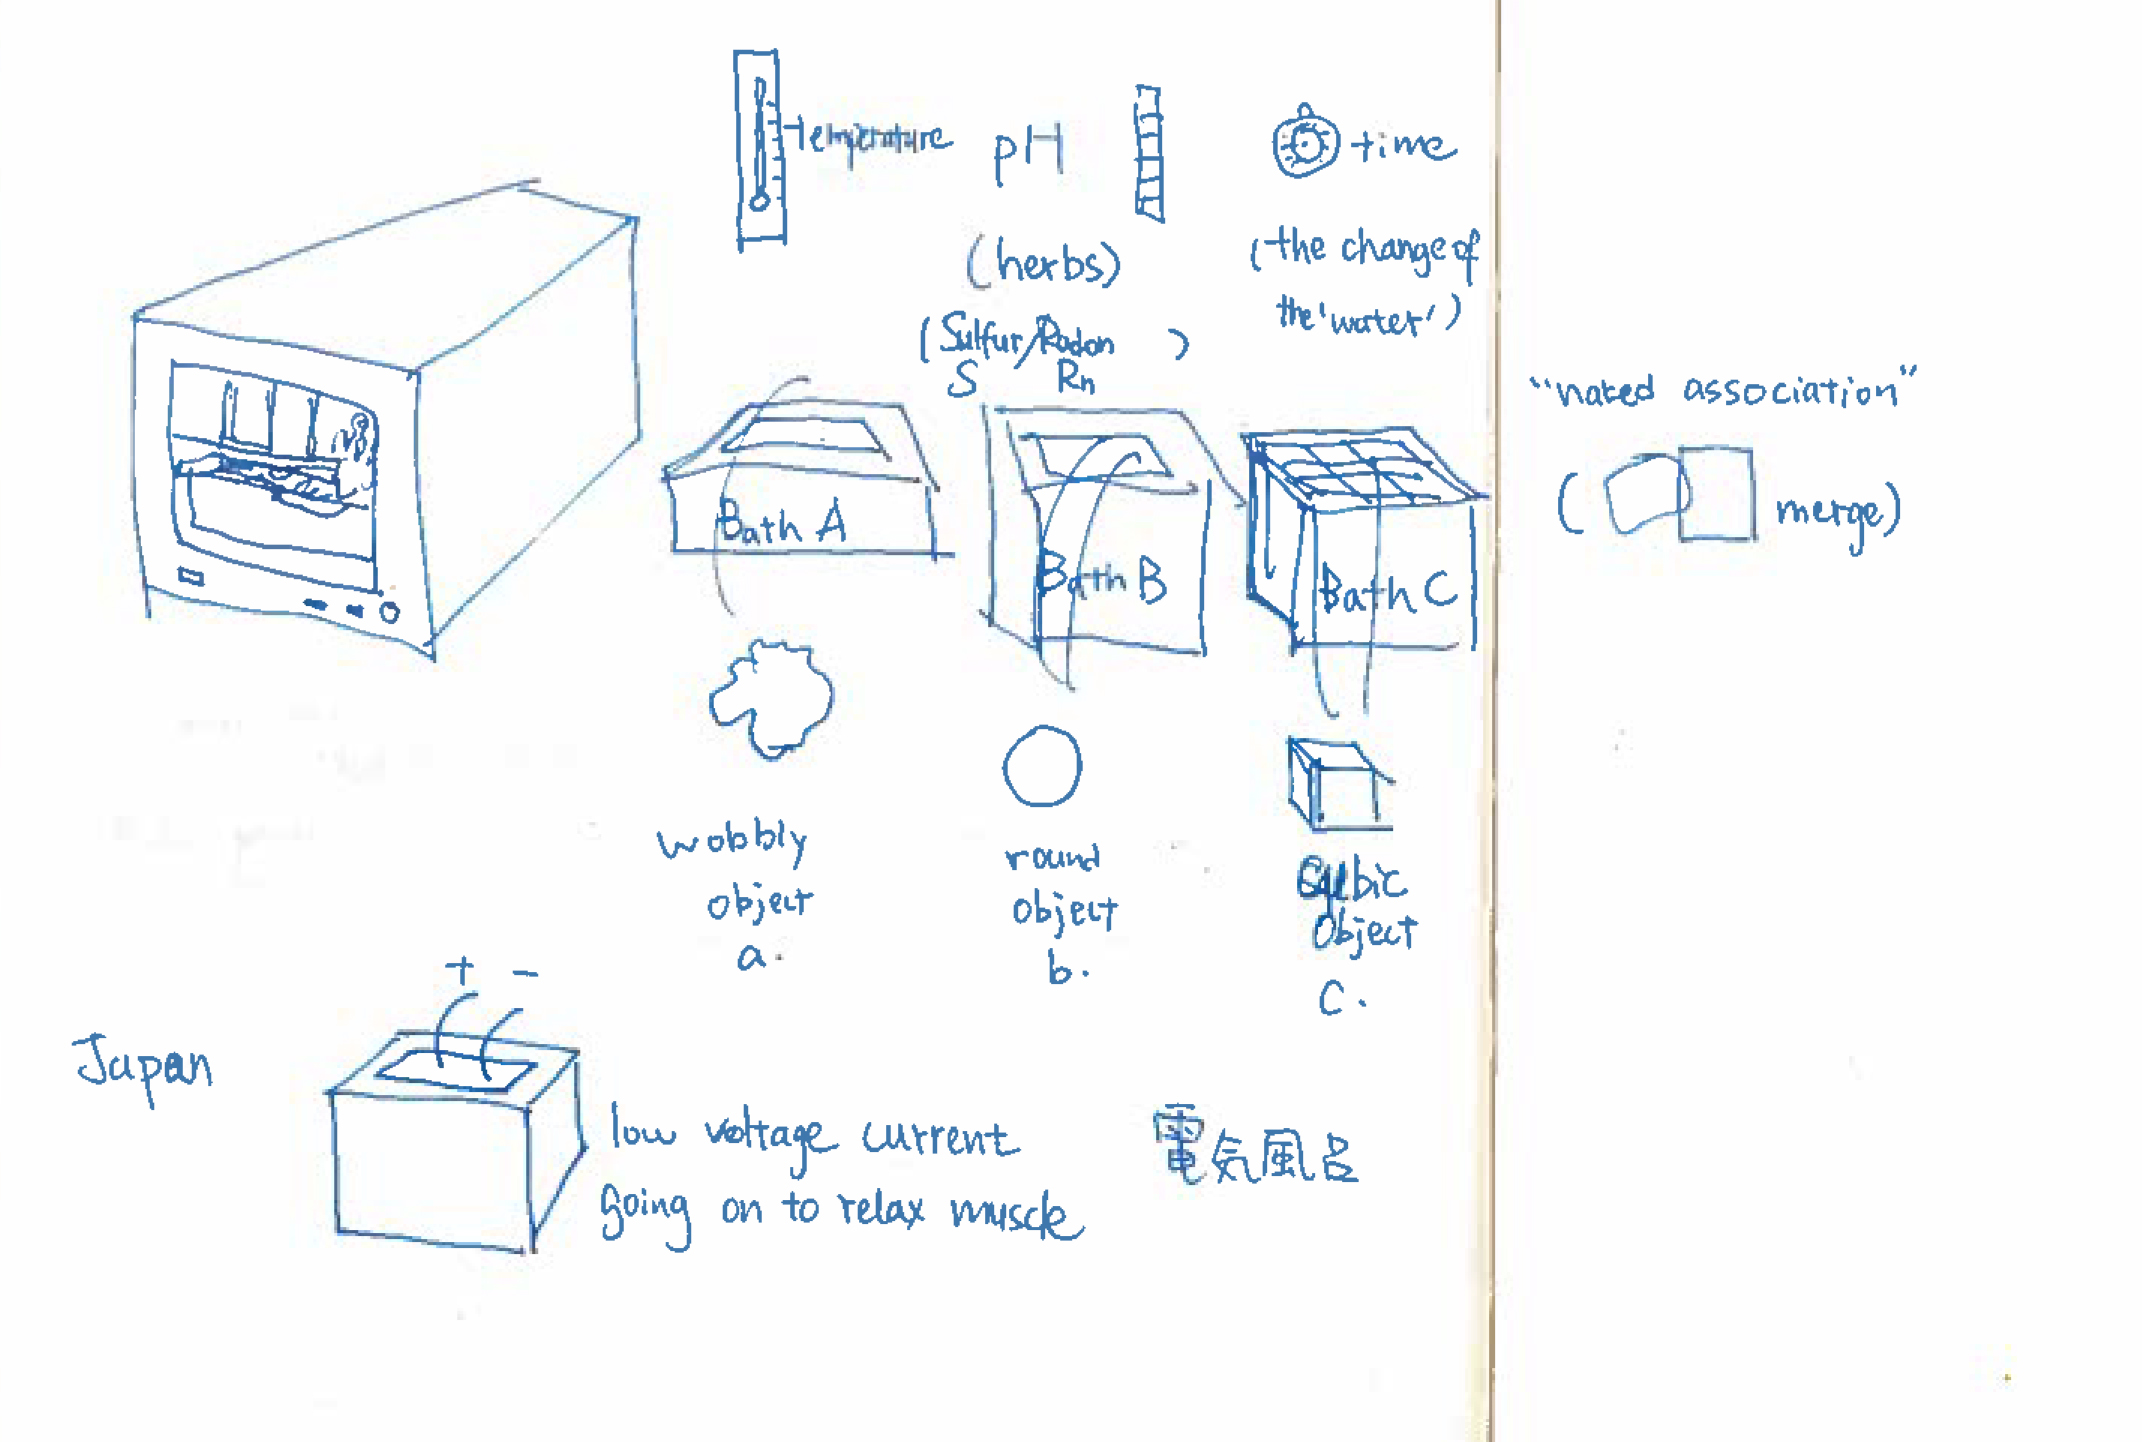 temperature
pH
time
(herbs)
(the change of
the 'water')
(Sulfur/Radon )
S Rn
"naked association"
( merge)
Bath A
Bath B
Bath C
wobbly
object
a.
round
object
b.
Cubic
Object
C.
+ -
Japan
low voltage current
going on to relax muscle
電気風呂